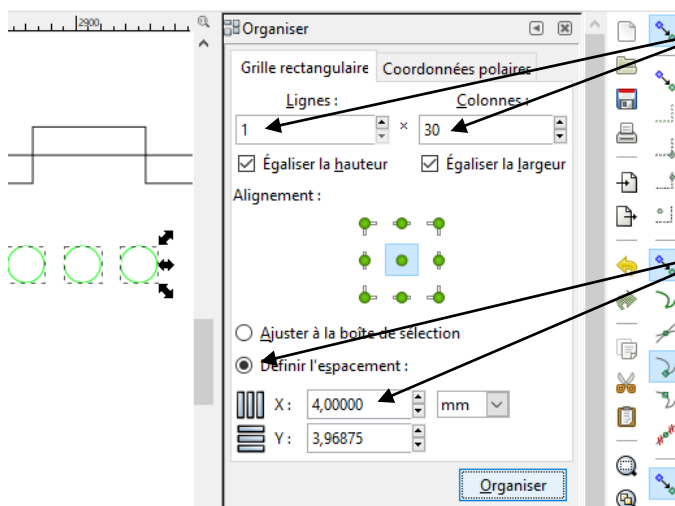 2900
Organiser
Grille rectangulaire Coordonnées polaires
Lignes : Colonnes :
1 × 30
Égaliser la hauteur Égaliser la largeur
Alignement :
Ajuster à la boîte de sélection
Définir l'espacement :
X : 4,00000 mm
Y : 3,96875
Organiser